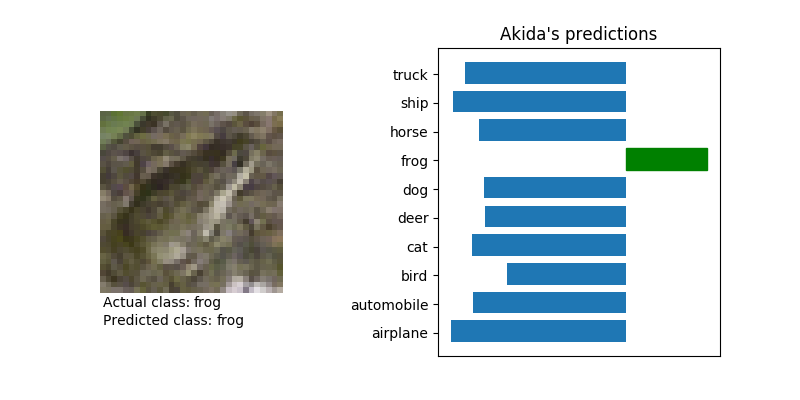 Akida's predictions
truck
ship
horse
frog
dog
deer
cat
bird
automobile
airplane
Actual class: frog
Predicted class: frog